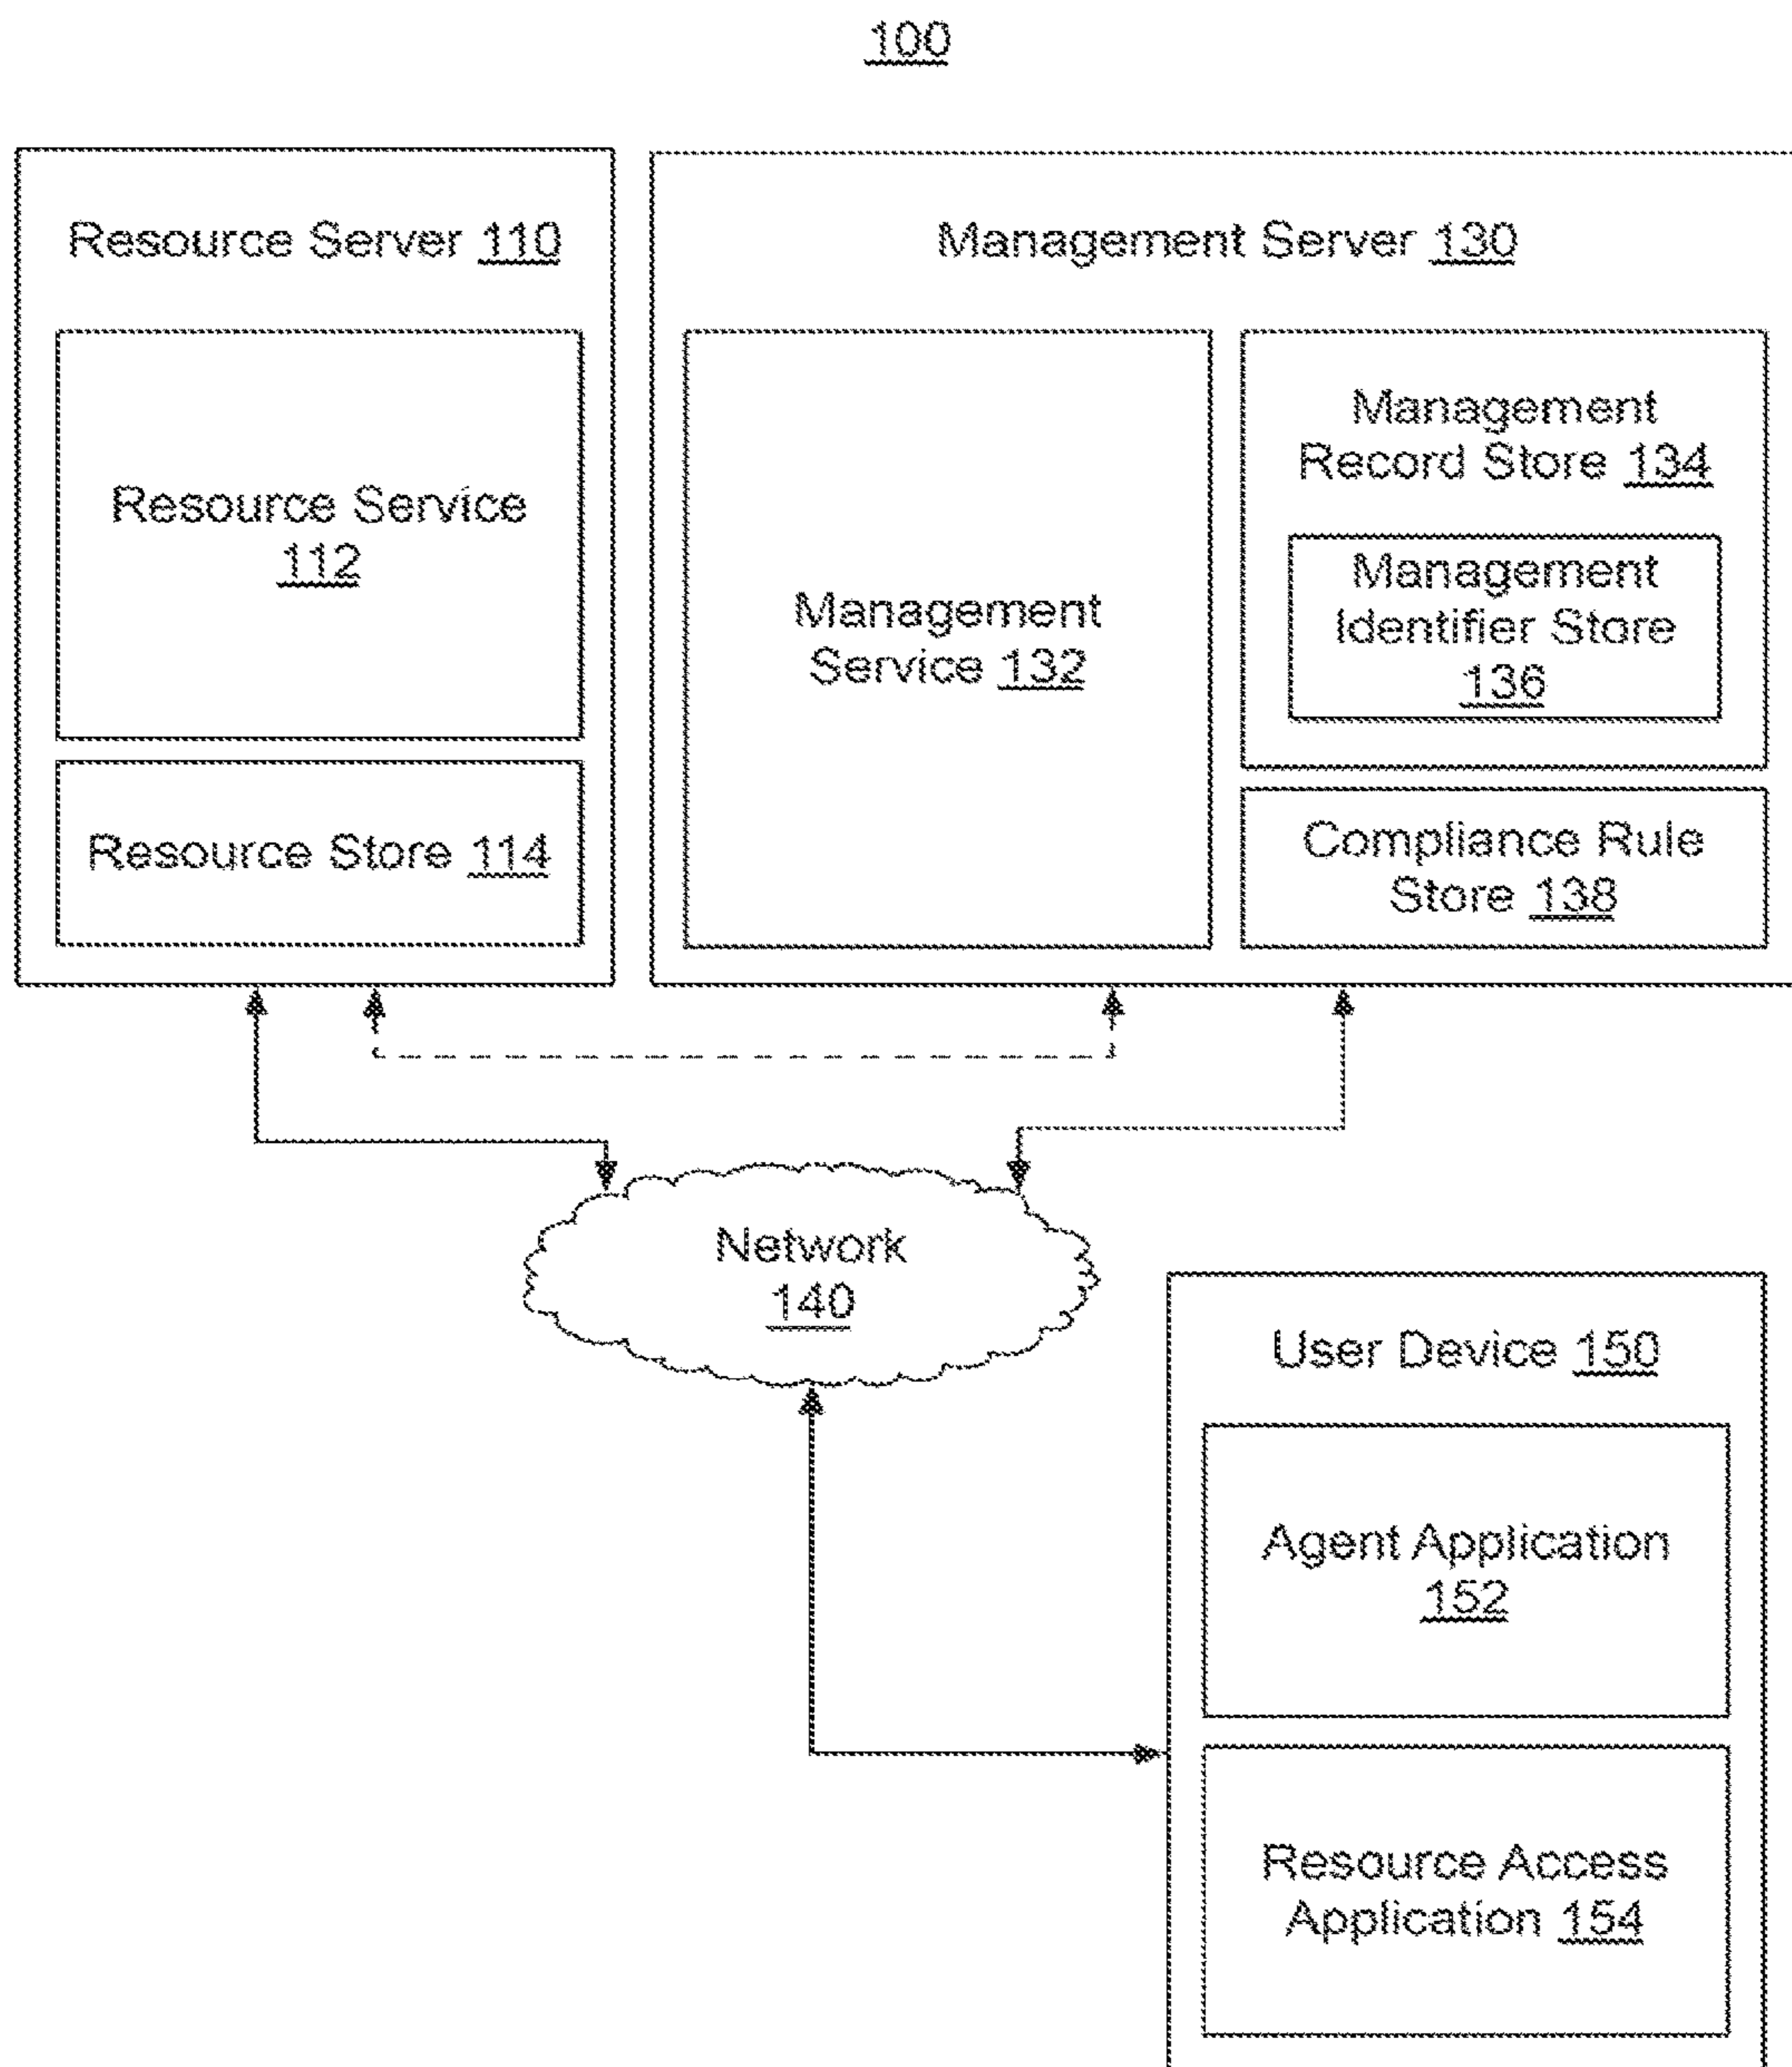 100
Resource Server 110
Resource Service
112
Resource Store 114
Management Server 130
Management
Service 132
Management
Record Store 134
Management
Identifier Store
136
Compliance Rule
Store 138
Network
140
User Device 150
Agent Application
152
Resource Access
Application 154